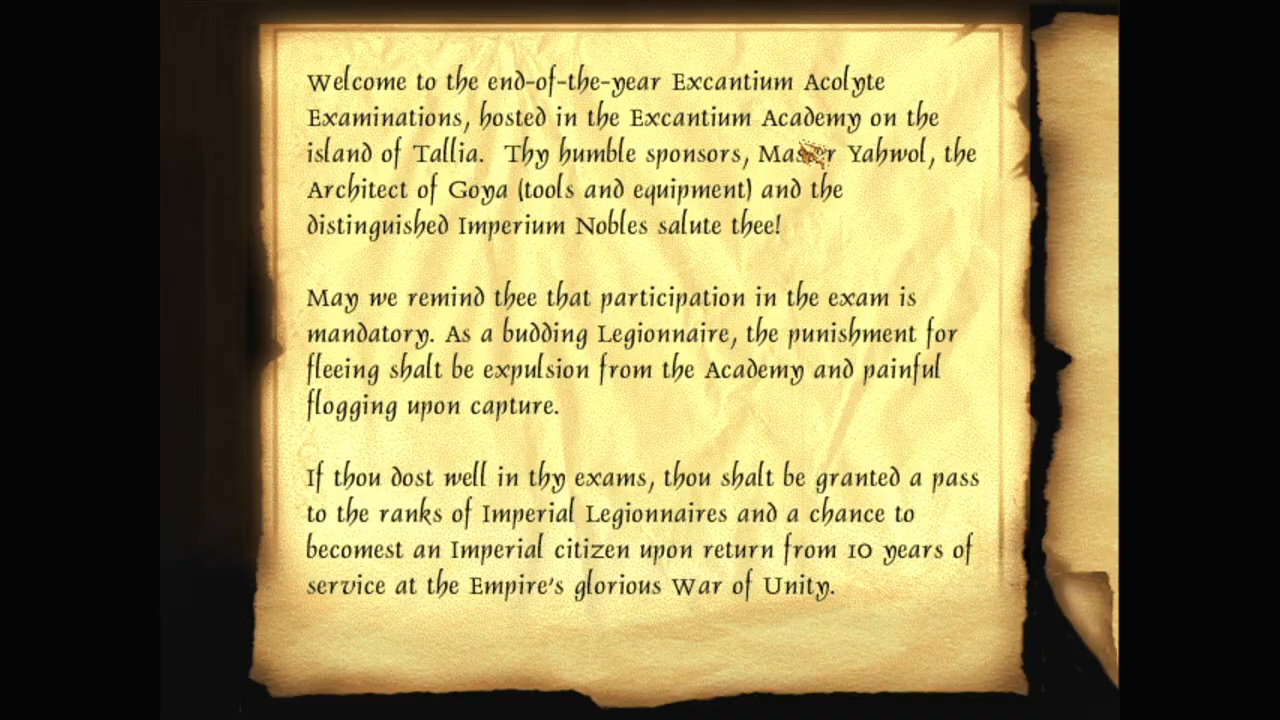 Welcome to the end-of-the-year Excantium Acolyte
Examinations, hosted in the Excantium Academy on the
island of Tallia. Thy humble sponsors, Master Yahwol, the
Architect of Goya (tools and equipment) and the
distinguished Imperium Nobles salute thee!
May we remind thee that participation in the exam is
mandatory. As a budding Legionnaire, the punishment for
fleeing shalt be expulsion from the Academy and painful
flogging upon capture.
If thou dost well in thy exams, thou shalt be granted a pass
to the ranks of Imperial Legionnaires and a chance to
becomest an Imperial citizen upon return from 10 years of
service at the Empire's glorious War of Unity.